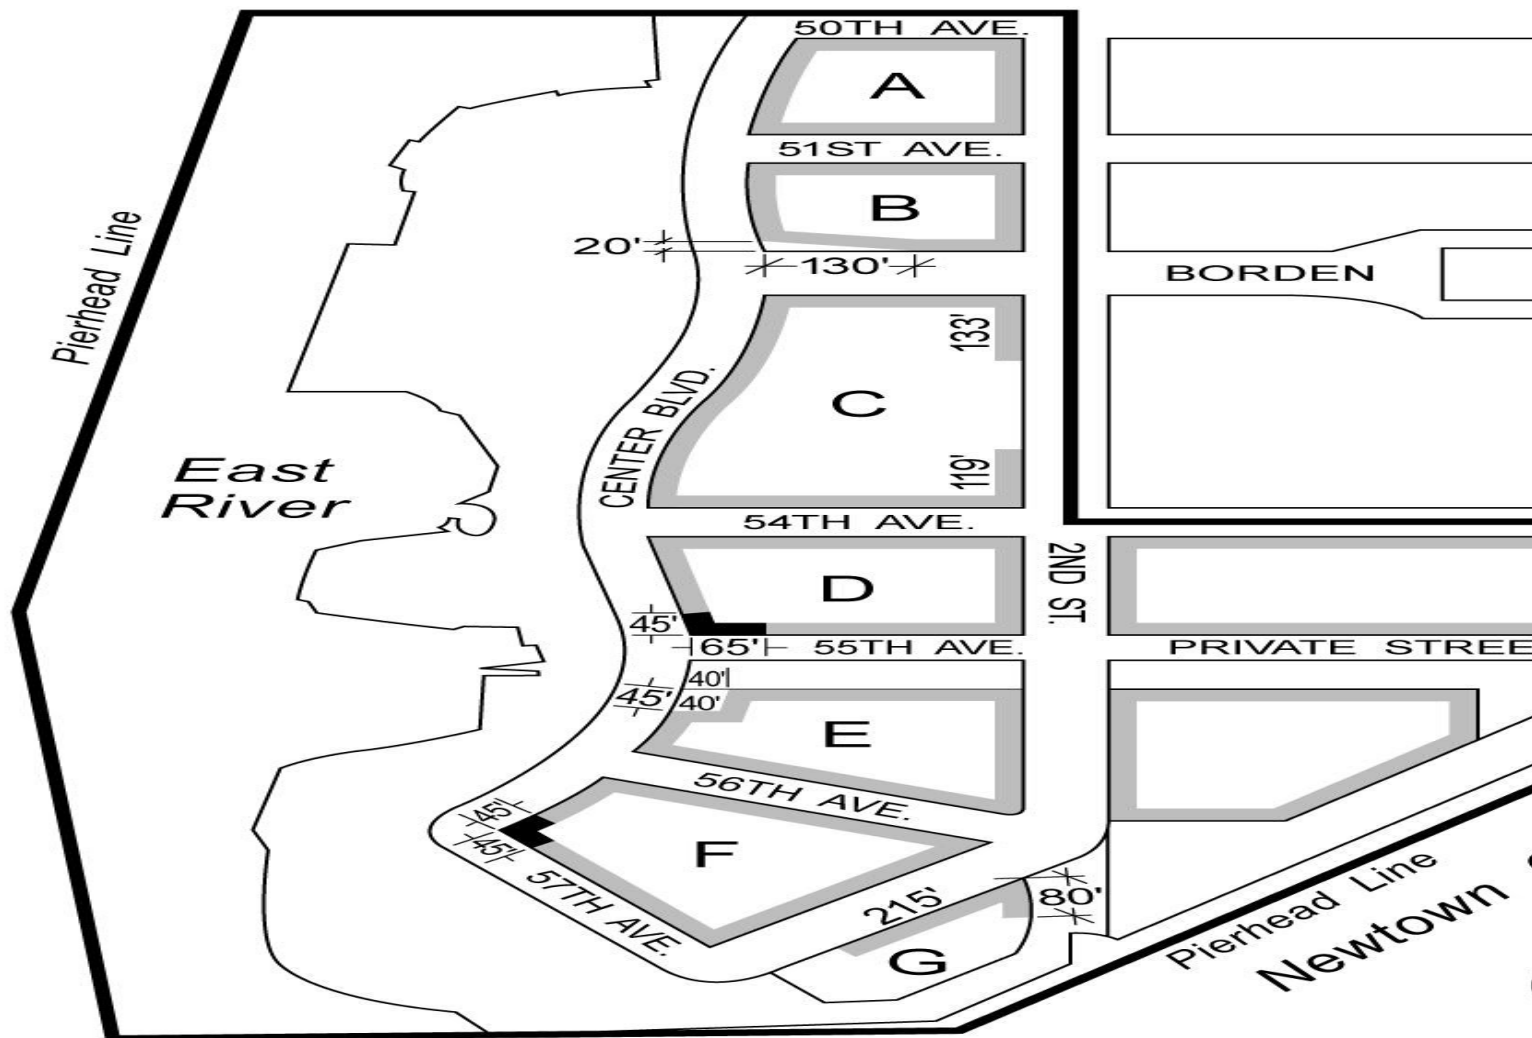 50TH AVE.
A
51ST AVE.
Pierhead Line
B
20'
130'
BORDEN
133'
CENTER BLVD.
C
119'
East
River
54TH AVE.
2ND ST.
D
45'
65'
55TH AVE.
PRIVATE STREE
40'
45'
40'
E
56TH AVE.
45'
45'
F
57TH AVE.
215'
80'
G
Pierhead Line
Newtown